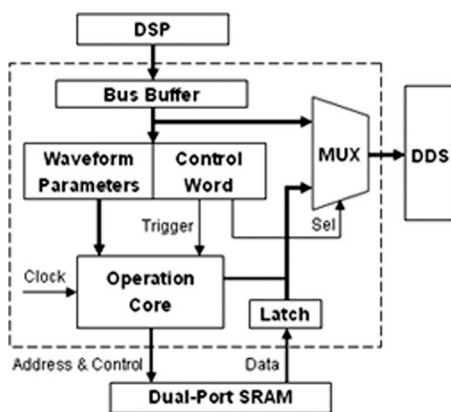 DSP
Bus Buffer
Waveform
Parameters
Control
Word
MUX
DDS
Trigger
Sel
Clock
Operation
Core
Latch
Address & Control
Data
Dual-Port SRAM